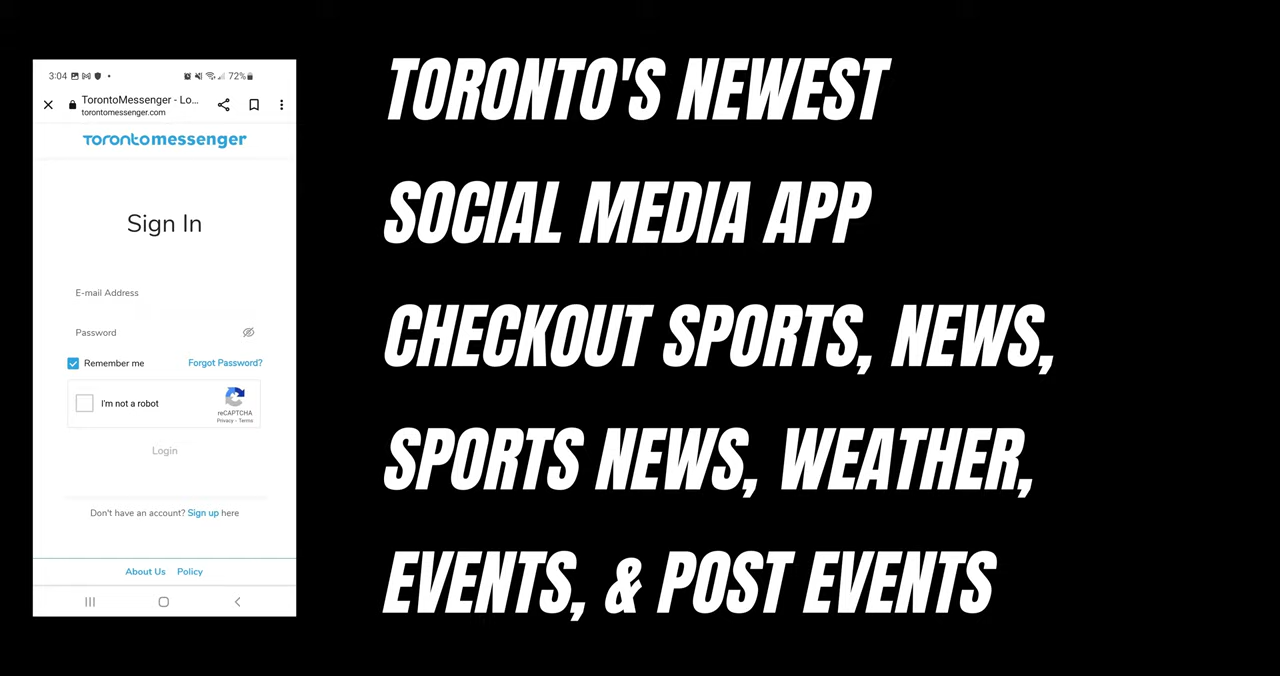 3:04
72%
TorontoMessenger - Lo...
torontomessenger.com
Torontomessenger
Sign In
E-mail Address
Password
Remember me
Forgot Password?
I'm not a robot
reCAPTCHA
Privacy - Terms
Login
Don't have an account? Sign up here
About Us
Policy
TORONTO'S NEWEST
SOCIAL MEDIA APP
CHECKOUT SPORTS, NEWS,
SPORTS NEWS, WEATHER,
EVENTS, & POST EVENTS